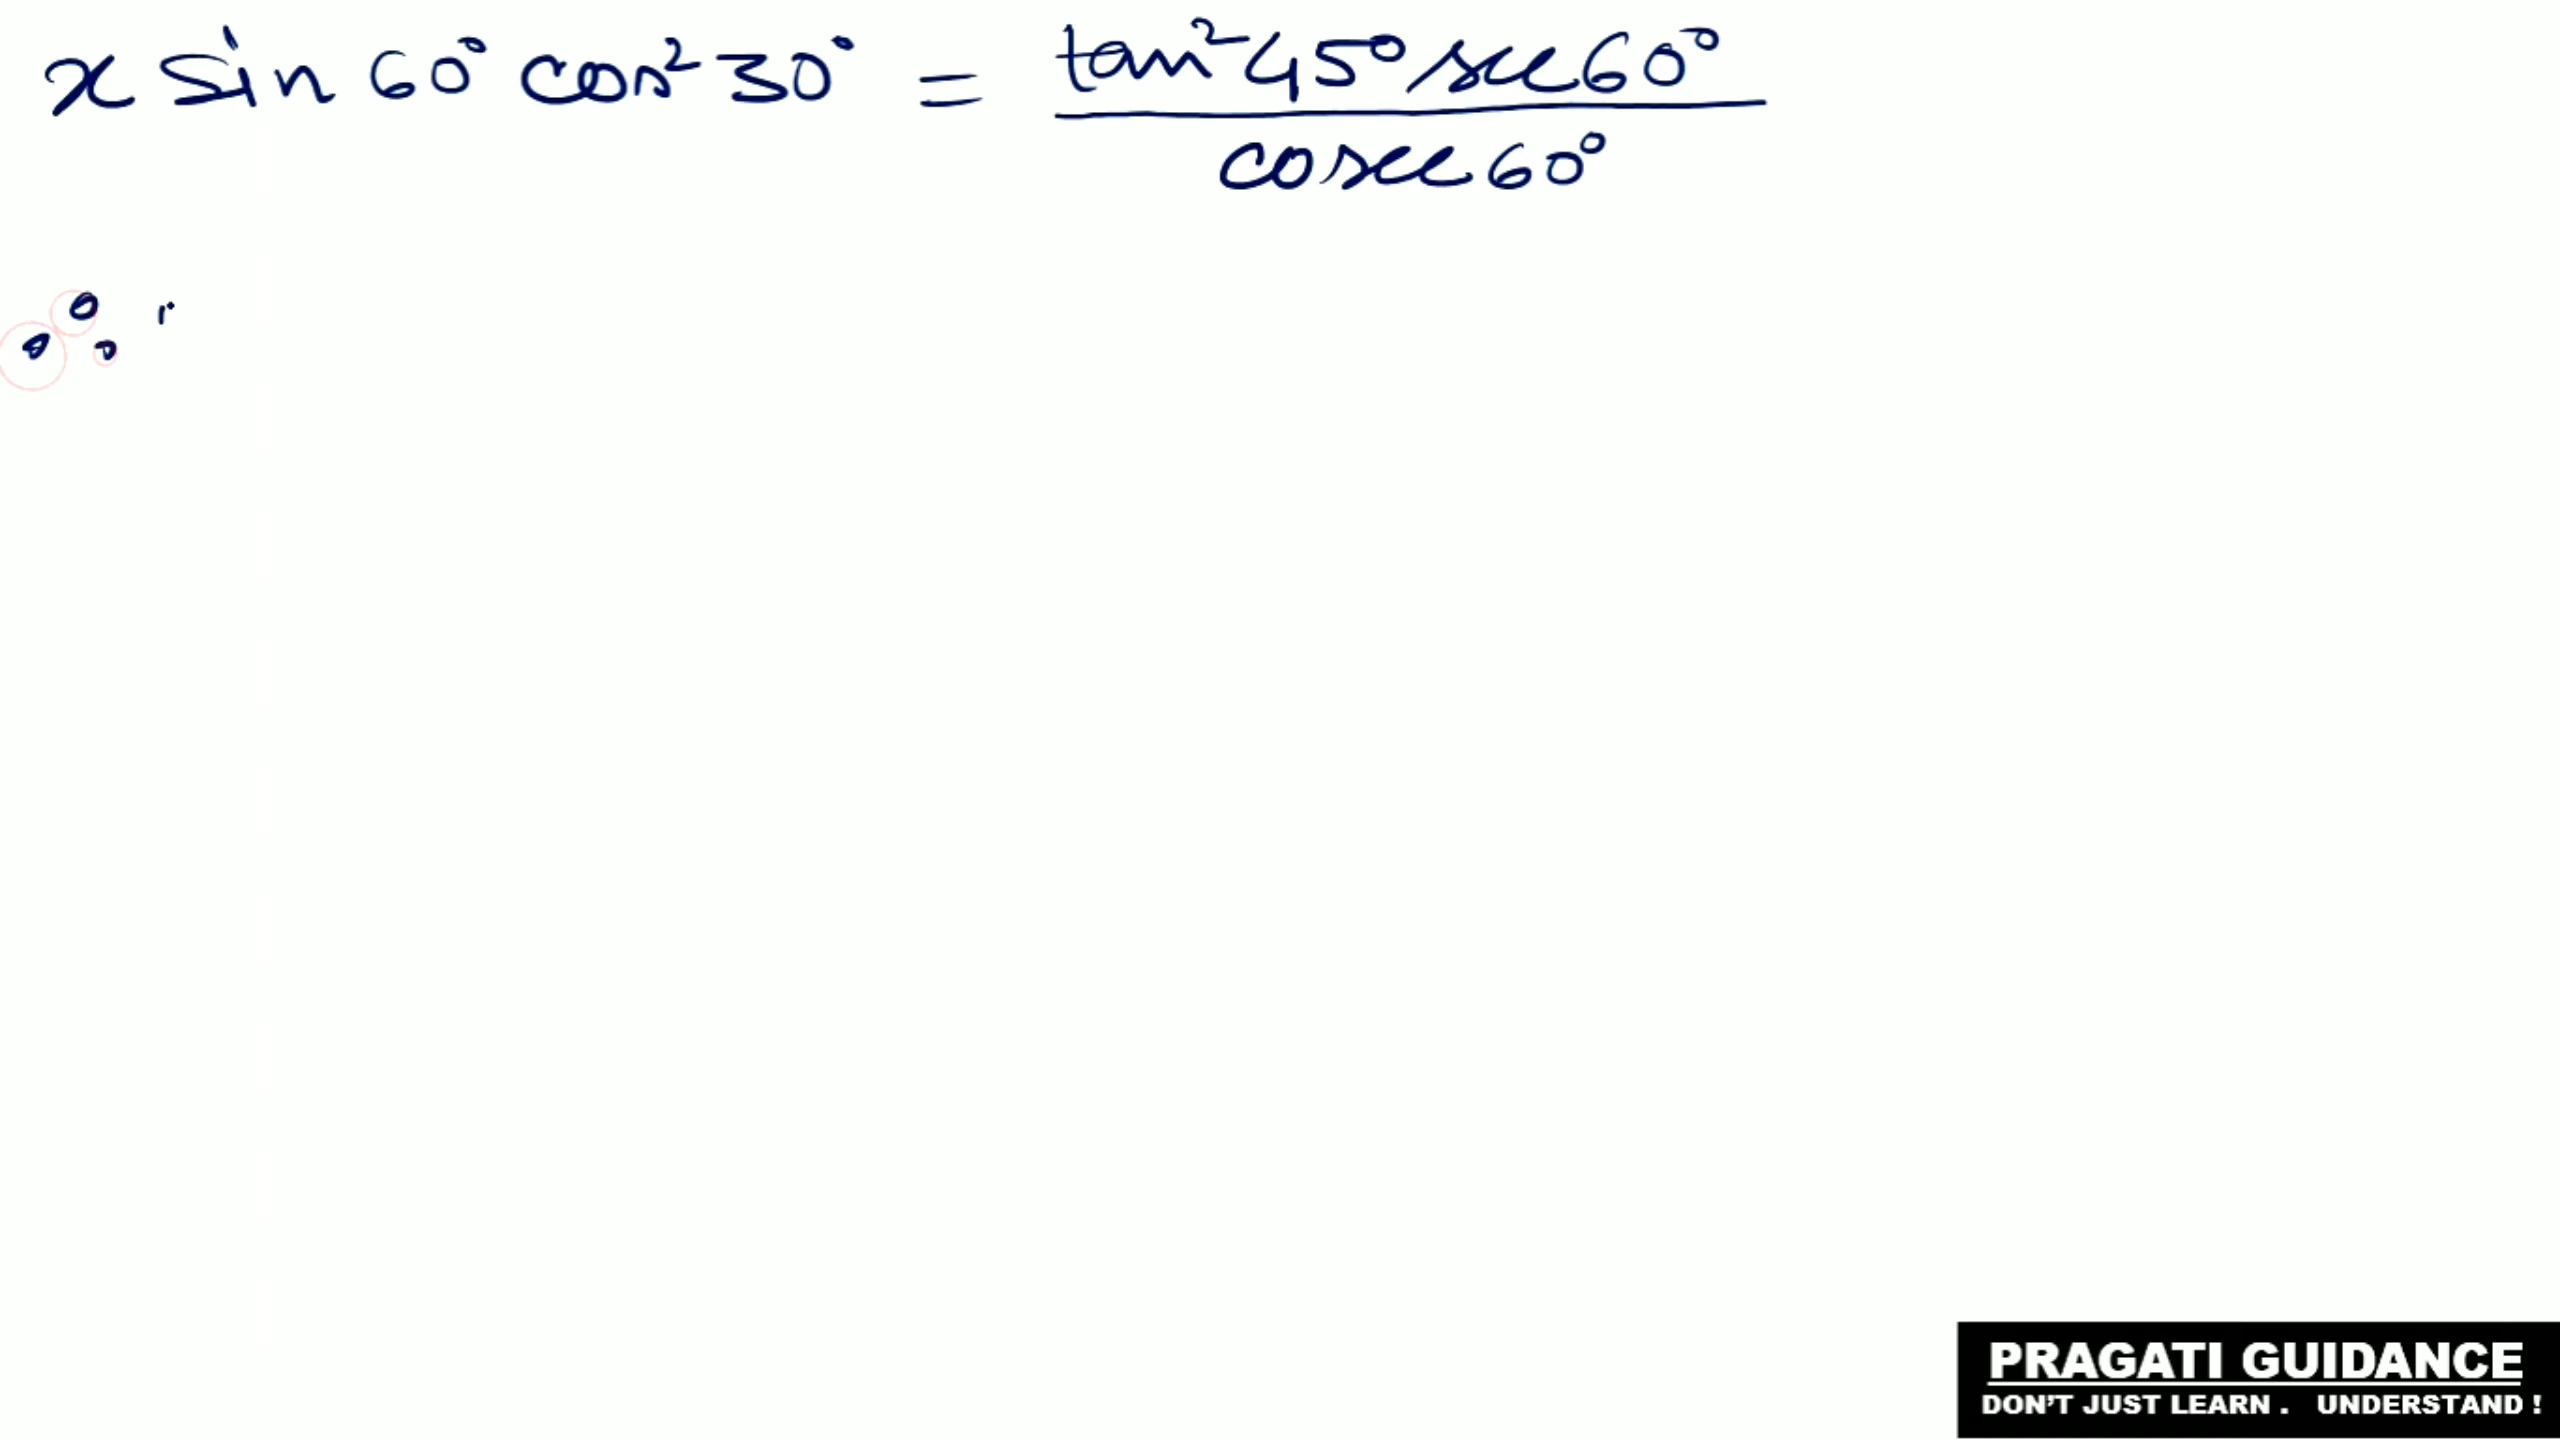 x sin 60° cos² 30° = tan² 45° sec 60°
cosec 60°
∴
PRAGATI GUIDANCE
DON'T JUST LEARN . UNDERSTAND !